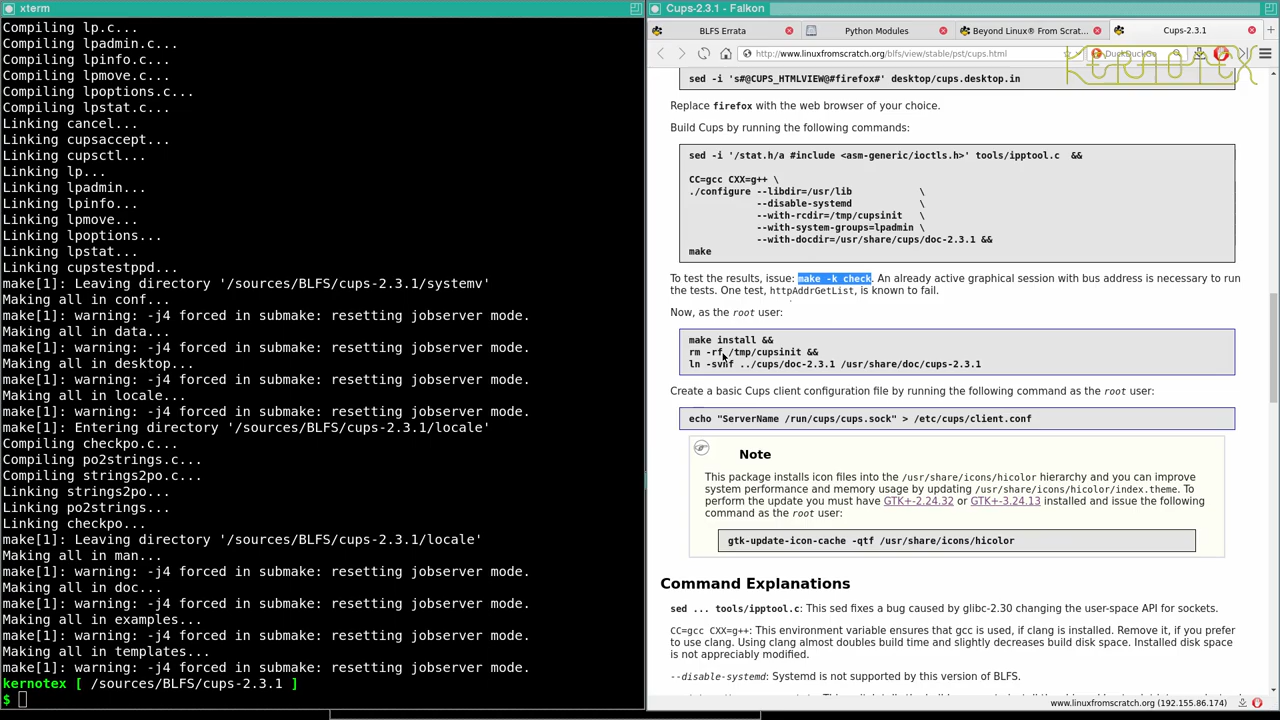 xterm
Compiling lp.c...
Compiling lpadmin.c...
Compiling lpinfo.c...
Compiling lpmove.c...
Compiling lpoptions.c...
Compiling lpstat.c...
Linking cancel...
Linking cupsaccept...
Linking cupsctl...
Linking lp...
Linking lpadmin...
Linking lpinfo...
Linking lpmove...
Linking lpoptions...
Linking lpstat...
Linking cupstestppd...
make[1]: Leaving directory '/sources/BLFS/cups-2.3.1/systemv'
Making all in conf...
make[1]: warning: -j4 forced in submake: resetting jobserver mode.
Making all in data...
make[1]: warning: -j4 forced in submake: resetting jobserver mode.
Making all in desktop...
make[1]: warning: -j4 forced in submake: resetting jobserver mode.
Making all in locale...
make[1]: warning: -j4 forced in submake: resetting jobserver mode.
make[1]: Entering directory '/sources/BLFS/cups-2.3.1/locale'
Compiling checkpo.c...
Compiling po2strings.c...
Compiling strings2po.c...
Linking strings2po...
Linking po2strings...
Linking checkpo...
make[1]: Leaving directory '/sources/BLFS/cups-2.3.1/locale'
Making all in man...
make[1]: warning: -j4 forced in submake: resetting jobserver mode.
Making all in doc...
make[1]: warning: -j4 forced in submake: resetting jobserver mode.
Making all in examples...
make[1]: warning: -j4 forced in submake: resetting jobserver mode.
Making all in templates...
make[1]: warning: -j4 forced in submake: resetting jobserver mode.
kernotex [ /sources/BLFS/cups-2.3.1 ]
$
Cups-2.3.1 - Falkon
BLFS Errata
Python Modules
Beyond Linux® From Scrat...
Cups-2.3.1
http://www.linuxfromscratch.org/blfs/view/stable/pst/cups.html
DuckDuckGo
KERNOTEX
sed -i 's#@CUPS_HTMLVIEW@#firefox#' desktop/cups.desktop.in
Replace firefox with the web browser of your choice.
Build Cups by running the following commands:
sed -i '/stat.h/a #include <asm-generic/ioctls.h>' tools/ipptool.c &&
CC=gcc CXX=g++ \
./configure --libdir=/usr/lib \
--disable-systemd \
--with-rcdir=/tmp/cupsinit \
--with-system-groups=lpadmin \
--with-docdir=/usr/share/cups/doc-2.3.1 &&
make
To test the results, issue: make -k check. An already active graphical session with bus address is necessary to run
the tests. One test, httpAddrGetList, is known to fail.
Now, as the root user:
make install &&
rm -rf /tmp/cupsinit &&
ln -svnf ../cups/doc-2.3.1 /usr/share/doc/cups-2.3.1
Create a basic Cups client configuration file by running the following command as the root user:
echo "ServerName /run/cups/cups.sock" > /etc/cups/client.conf
Note
This package installs icon files into the /usr/share/icons/hicolor hierarchy and you can improve
system performance and memory usage by updating /usr/share/icons/hicolor/index.theme. To
perform the update you must have GTK+-2.24.32 or GTK+-3.24.13 installed and issue the following
command as the root user:
gtk-update-icon-cache -qtf /usr/share/icons/hicolor
Command Explanations
sed ... tools/ipptool.c: This sed fixes a bug caused by glibc-2.30 changing the user-space API for sockets.
CC=gcc CXX=g++: This environment variable ensures that gcc is used, if clang is installed. Remove it, if you prefer
to use clang. Using clang almost doubles build time and slightly decreases build disk space. Installed disk space
is not appreciably modified.
--disable-systemd: Systemd is not supported by this version of BLFS.
www.linuxfromscratch.org (192.155.86.174)